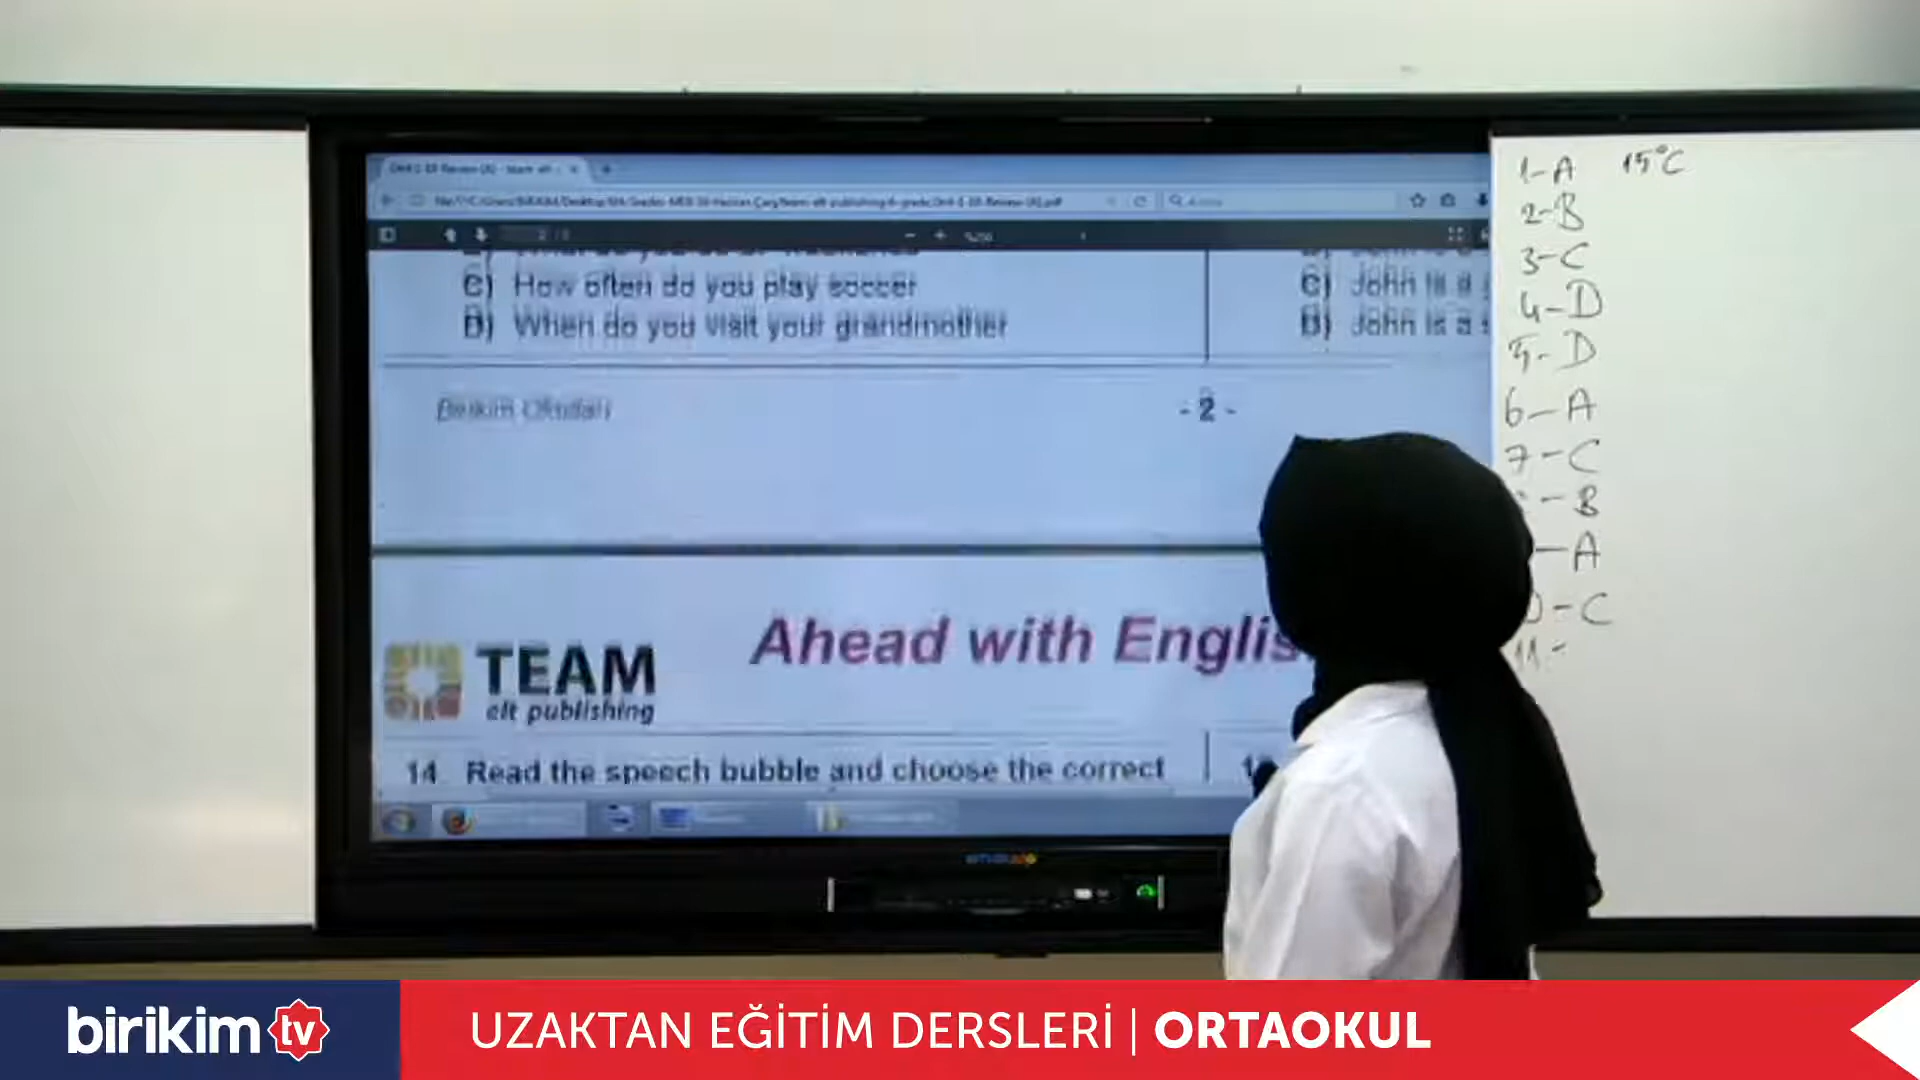 C) How often do you play soccer
D) When do you visit your grandmother
C) John is a
D) John is a s
Birikim Okulları
- 2 -
TEAM
elt publishing
Ahead with Englis
14 Read the speech bubble and choose the correct
1-A 15°C
2-B
3-C
4-D
5-D
6-A
7-C
-B
-A
0-C
11-
birikim tv
UZAKTAN EĞİTİM DERSLERİ | ORTAOKUL